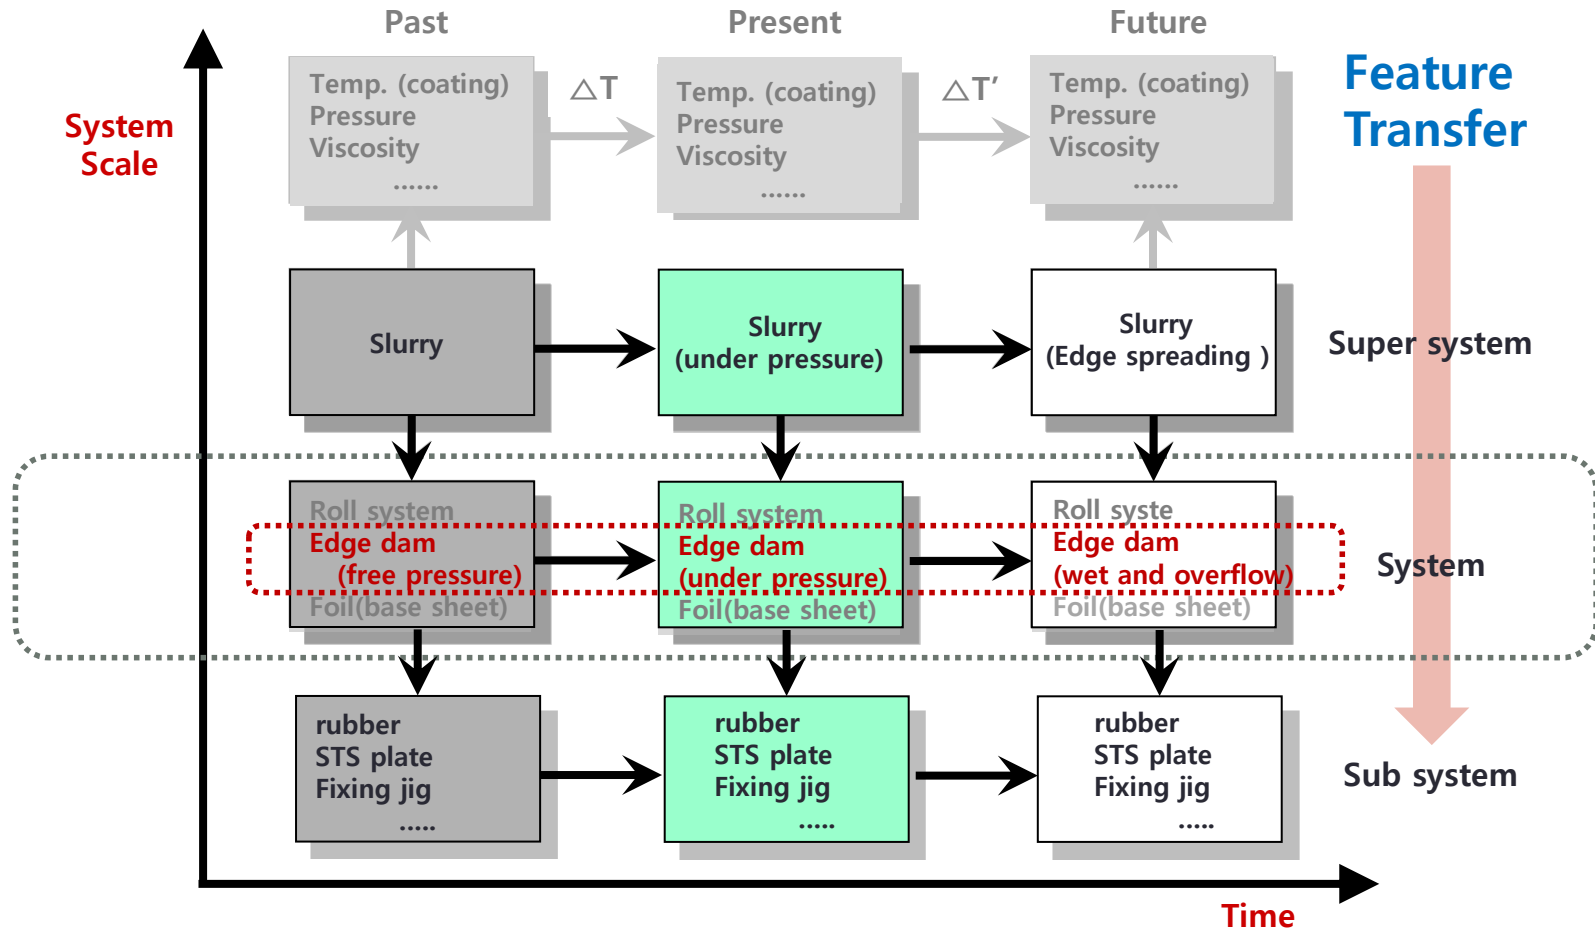 Past
Present
Future
System
Scale
Temp. (coating)
Pressure
Viscosity
......
△T
Temp. (coating)
Pressure
Viscosity
......
△T’
Temp. (coating)
Pressure
Viscosity
......
Feature
Transfer
Slurry
Slurry
(under pressure)
Slurry
(Edge spreading )
Super system
Roll system
Edge dam
(free pressure)
Foil(base sheet)
Roll system
Edge dam
(under pressure)
Foil(base sheet)
Roll syste
Edge dam
(wet and overflow)
Foil(base sheet)
System
rubber
STS plate
Fixing jig
.....
rubber
STS plate
Fixing jig
.....
rubber
STS plate
Fixing jig
.....
Sub system
Time